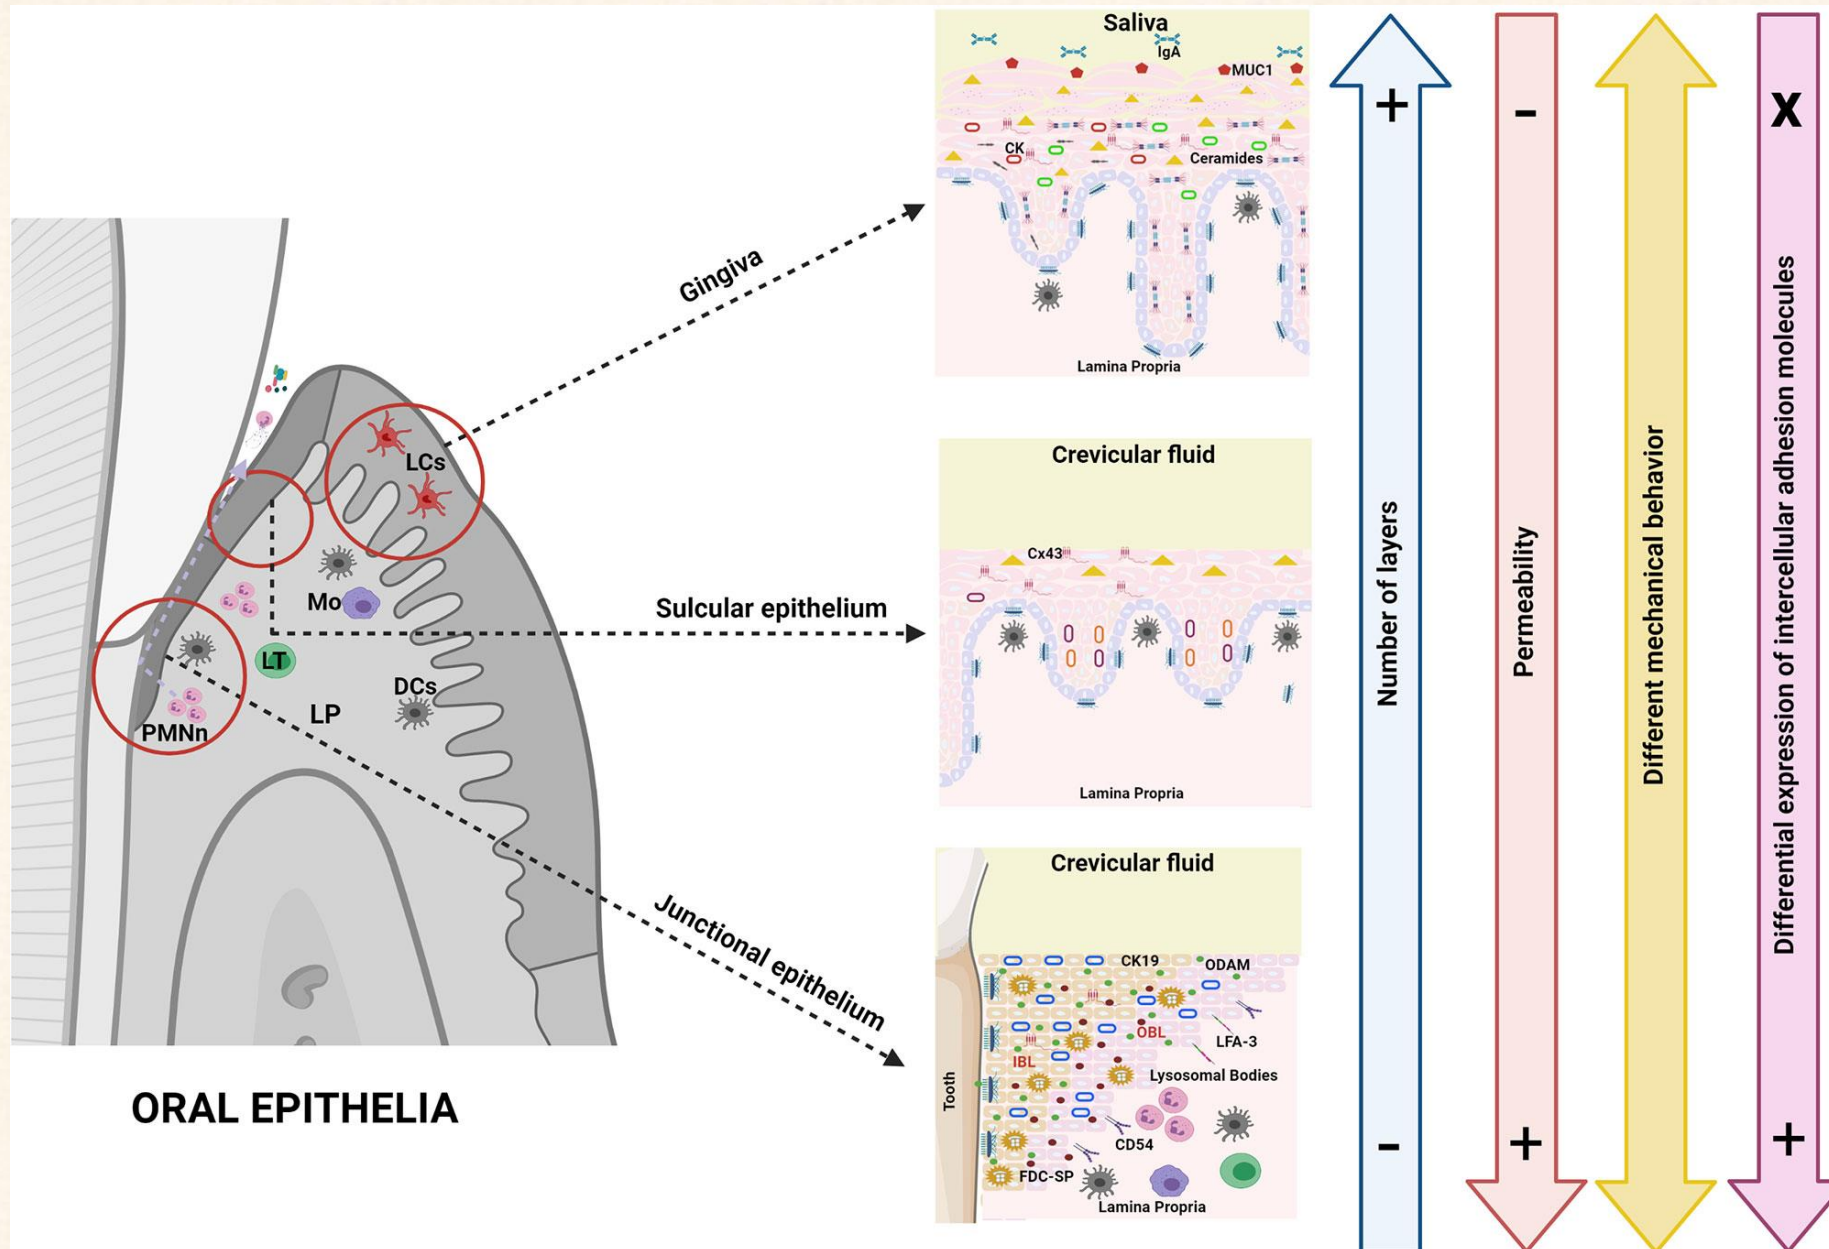 LCs
Mo
LT
DCs
LP
PMNn
ORAL EPITHELIA
Gingiva
Sulcular epithelium
Junctional epithelium
Saliva
IgA
MUC1
CK
Ceramides
Lamina Propria
Crevicular fluid
Cx43
Lamina Propria
Crevicular fluid
CK19
ODAM
OBL
LFA-3
IBL
Lysosomal Bodies
Tooth
CD54
FDC-SP
Lamina Propria
+
Number of layers
-
-
Permeability
+
Different mechanical behavior
X
Differential expression of intercellular adhesion molecules
+